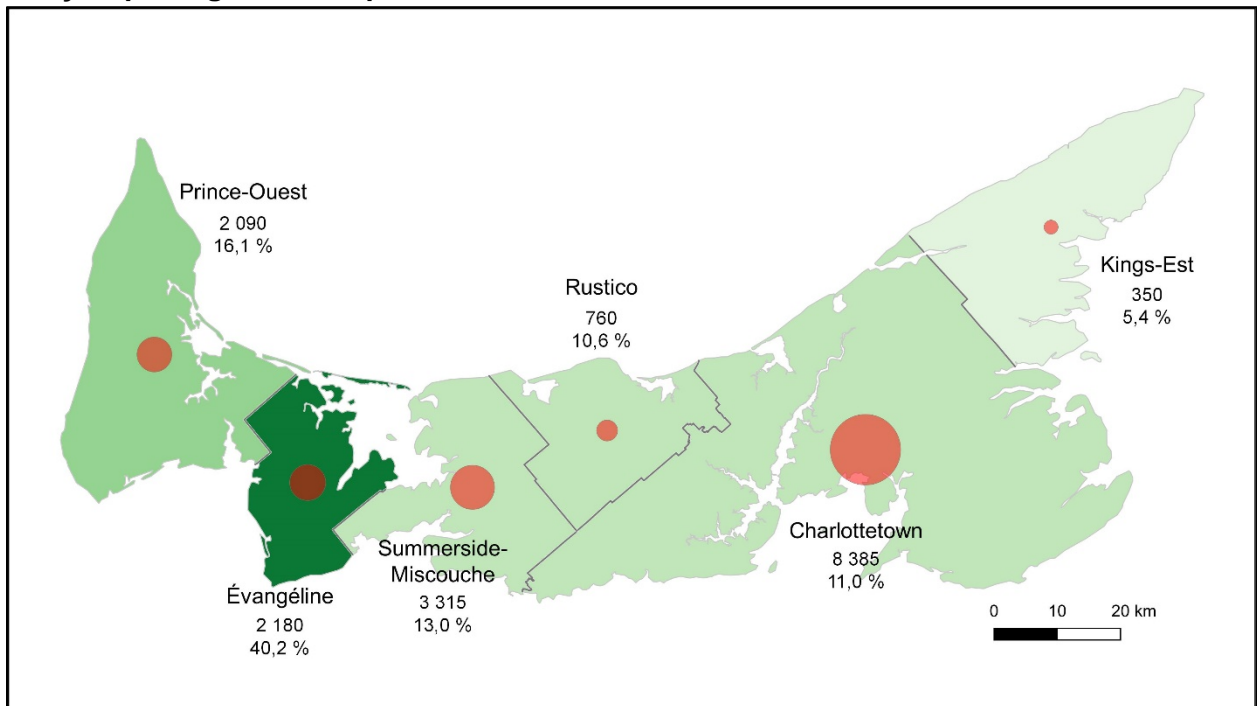 Prince-Ouest
2 090
16,1 %
Rustico
760
10,6 %
Kings-Est
350
5,4 %
Évangéline
2 180
40,2 %
Summerside-
Miscouche
3 315
13,0 %
Charlottetown
8 385
11,0 %
0 10 20 km